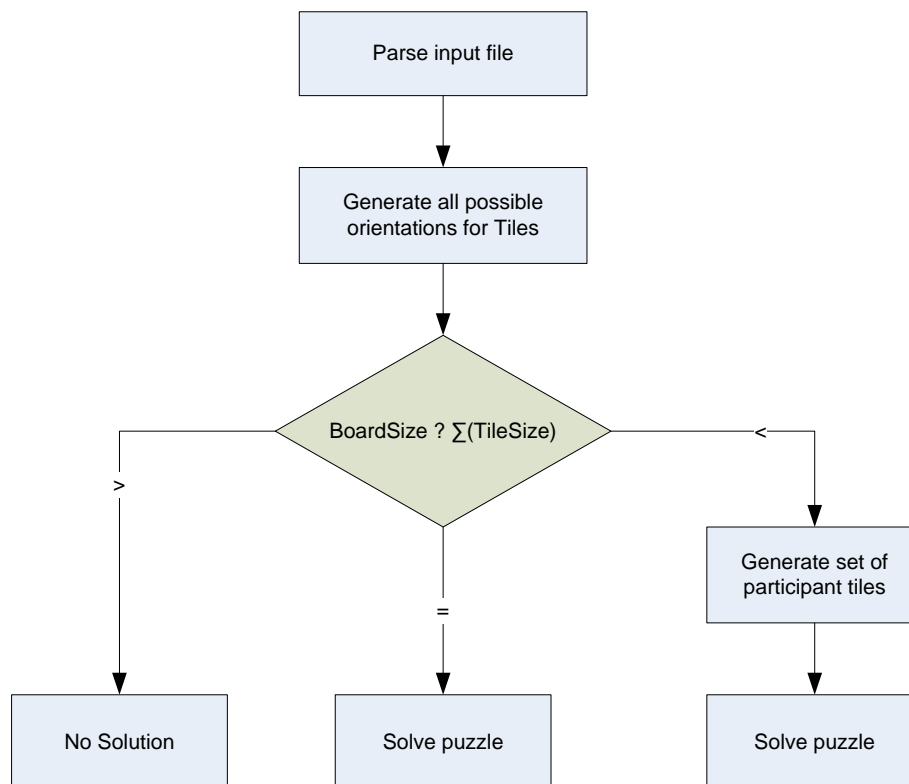 Parse input file
Generate all possible
orientations for Tiles
BoardSize ? ∑(TileSize)
<
>
Generate set of
participant tiles
=
No Solution
Solve puzzle
Solve puzzle